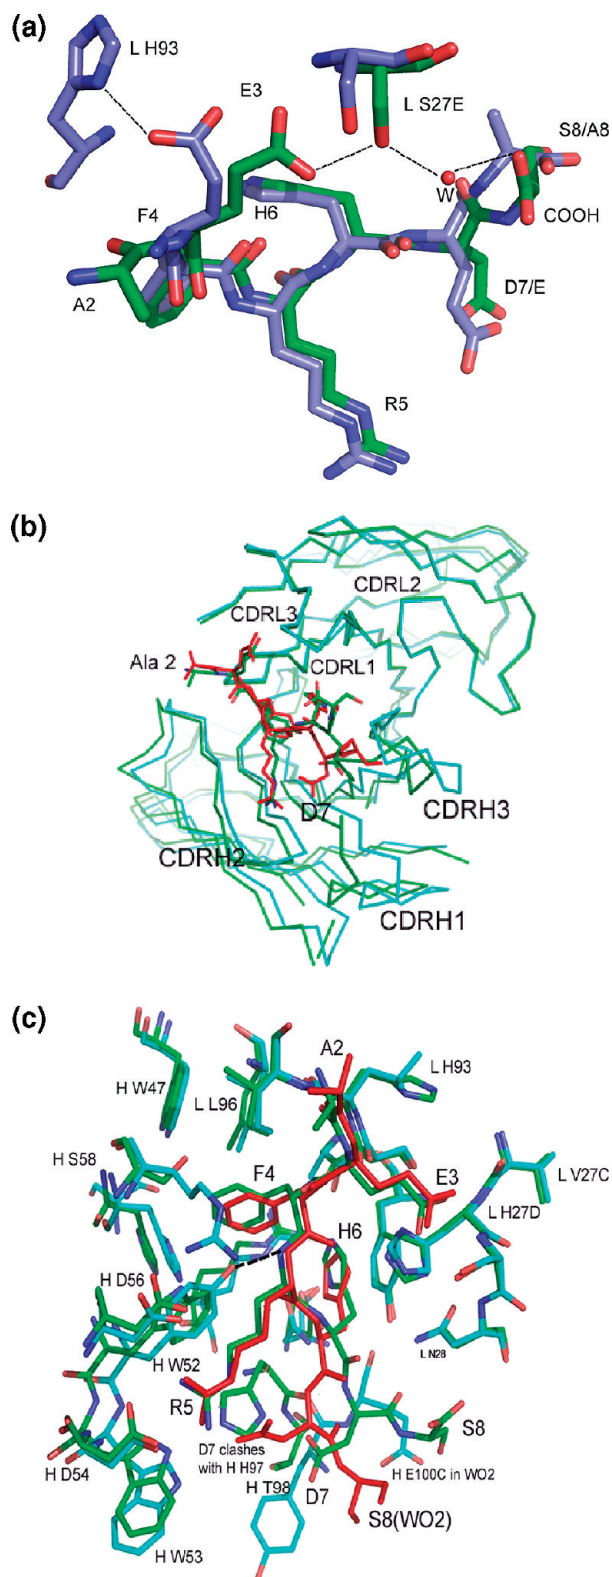 (a)
L H93
E3
L S27E
S8/A8
W
F4
H6
COOH
D7/E
A2
R5
(b)
CDRL2
CDRL3
Ala 2
CDRL1
D7
CDRH3
CDRH2
CDRH1
(c)
A2
H W47
L L96
L H93
H S58
F4
E3
L V27C
L H27D
H6
H D56
H W52
L N28
R5
S8
D7 clashes
with H H97
H D54
H T98
D7
H E100C in WO2
S8(WO2)
H W53